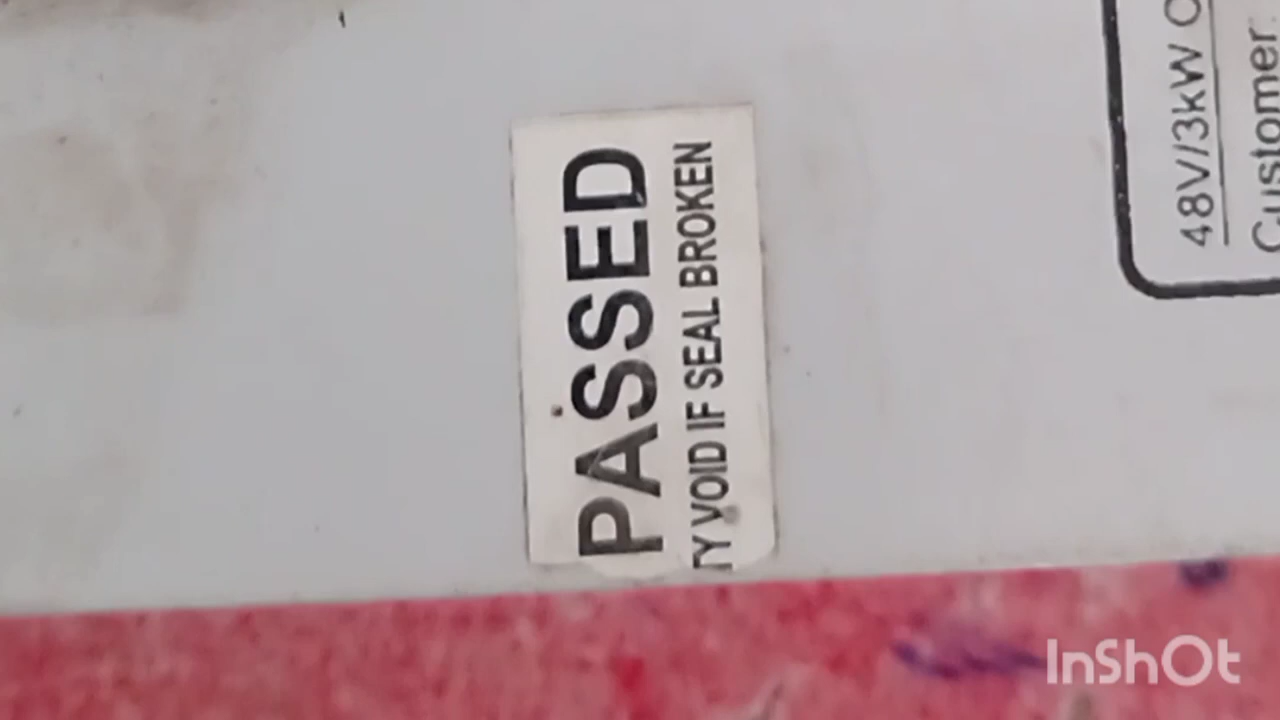 PASSED
TY VOID IF SEAL BROKEN
48V/3kW
Customer
InShOt